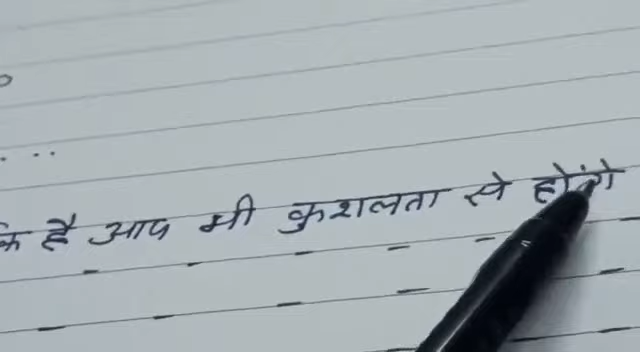 है आप भी कुशलता से होंगे